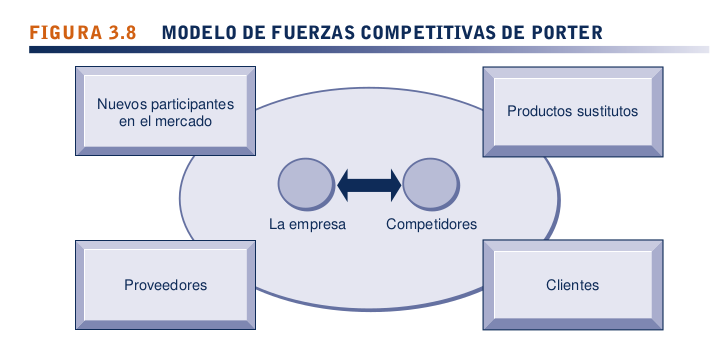 FIGURA 3.8 MODELO DE FUERZAS COMPETITIVAS DE PORTER
Nuevos participantes
en el mercado
Productos sustitutos
La empresa
Competidores
Proveedores
Clientes